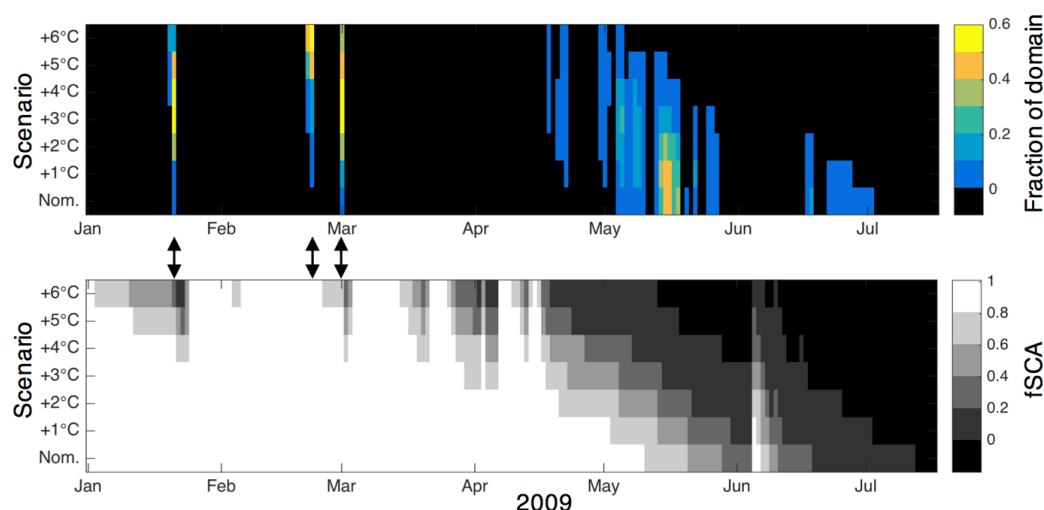 Scenario
+6°C
+5°C
+4°C
+3°C
+2°C
+1°C
Nom.
Jan Feb Mar Apr May Jun Jul
0.6
0.4
0.2
0
Fraction of domain
Scenario
+6°C
+5°C
+4°C
+3°C
+2°C
+1°C
Nom.
Jan Feb Mar Apr May Jun Jul
2009
1
0.8
0.6
0.4
0.2
0
fSCA